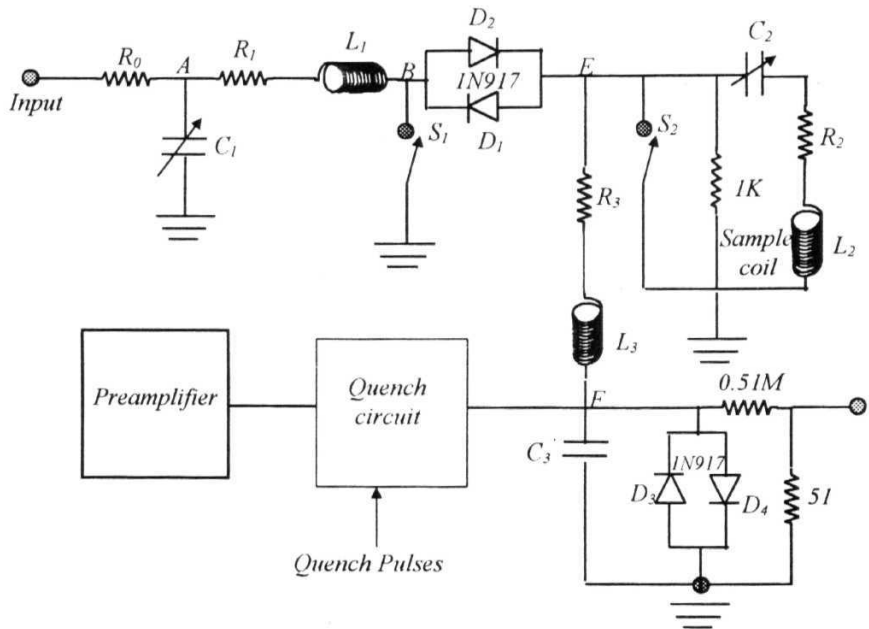 D2
C2
R0
A
R1
L1
B
E
1N917
Input
C1
S1
D1
S2
R2
R3
1K
Sample
coil
L2
L3
0.51M
Preamplifier
Quench
circuit
F
C3
1N917
D3
D4
51
Quench Pulses